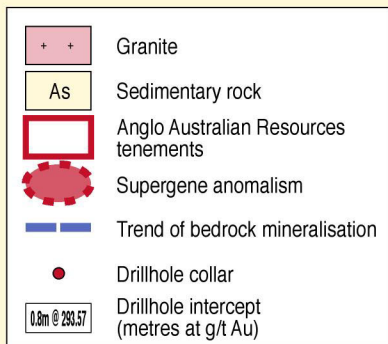 + +
Granite
As
Sedimentary rock
Anglo Australian Resources
tenements
Supergene anomalism
Trend of bedrock mineralisation
Drillhole collar
0.8m @ 293.57
Drillhole intercept
(metres at g/t Au)